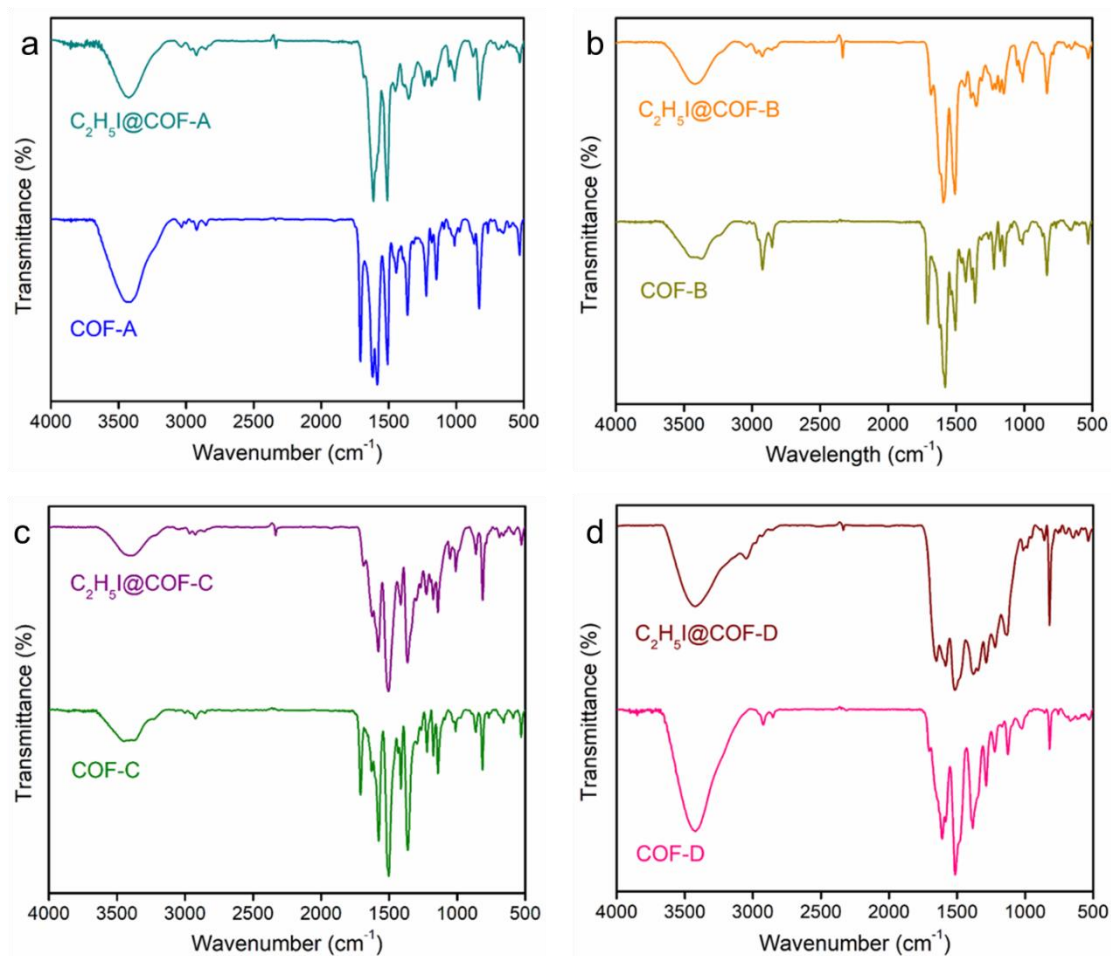 a
C₂H₅I@COF-A
COF-A
Transmittance (%)
4000 3500 3000 2500 2000 1500 1000 500
Wavenumber (cm⁻¹)
b
C₂H₅I@COF-B
COF-B
Transmittance (%)
4000 3500 3000 2500 2000 1500 1000 500
Wavelength (cm⁻¹)
c
C₂H₅I@COF-C
COF-C
Transmittance (%)
4000 3500 3000 2500 2000 1500 1000 500
Wavenumber (cm⁻¹)
d
C₂H₅I@COF-D
COF-D
Transmittance (%)
4000 3500 3000 2500 2000 1500 1000 500
Wavenumber (cm⁻¹)